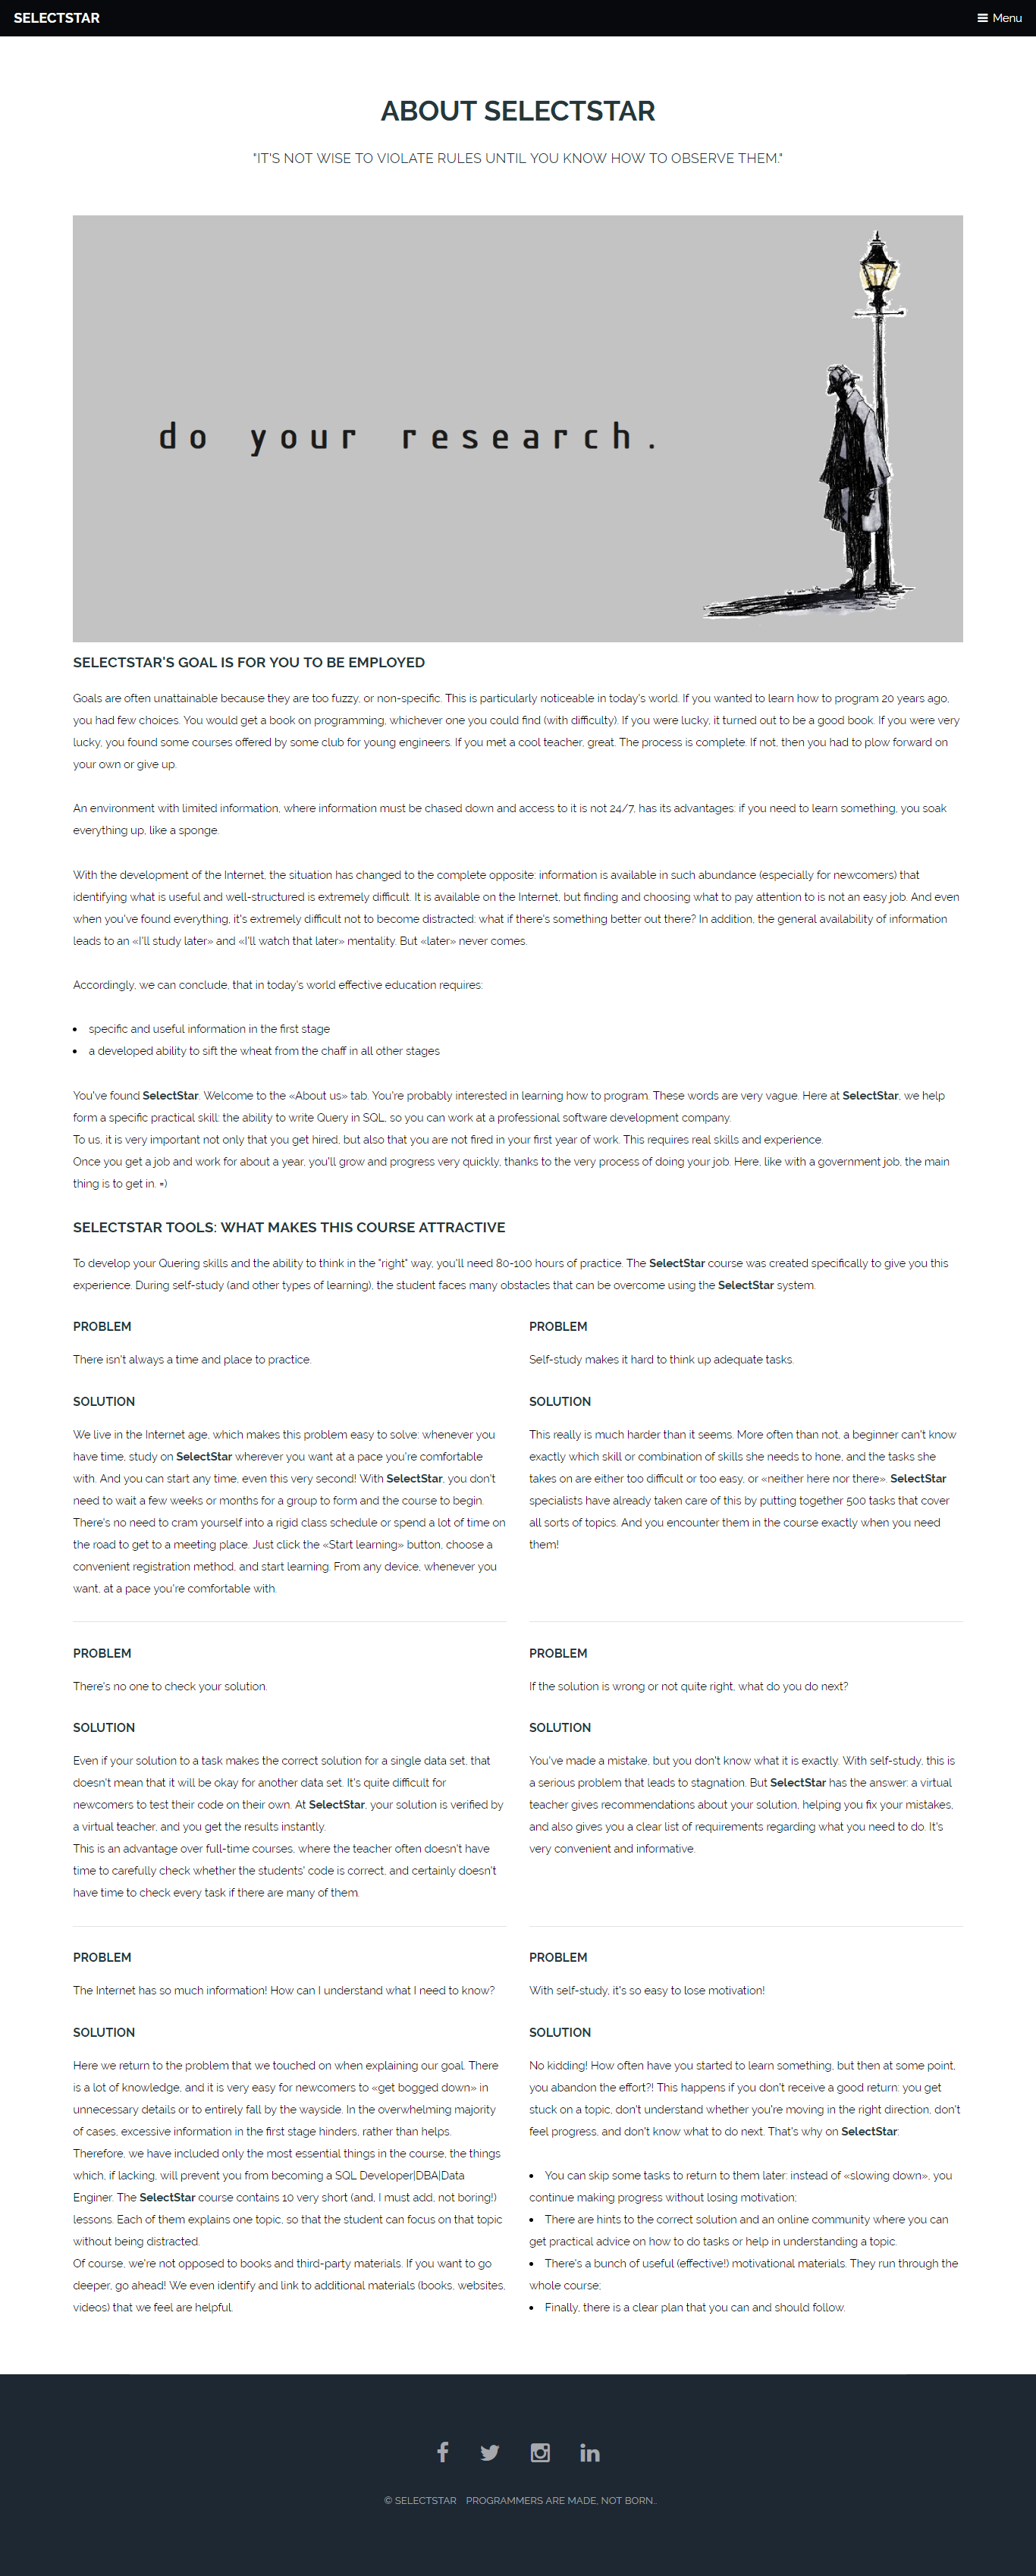 SELECTSTAR
Menu
ABOUT SELECTSTAR
"IT'S NOT WISE TO VIOLATE RULES UNTIL YOU KNOW HOW TO OBSERVE THEM."
do your research.
SELECTSTAR'S GOAL IS FOR YOU TO BE EMPLOYED
Goals are often unattainable because they are too fuzzy, or non-specific. This is particularly noticeable in today's world. If you wanted to learn how to program 20 years ago,
you had few choices. You would get a book on programming, whichever one you could find (with difficulty). If you were lucky, it turned out to be a good book. If you were very
lucky, you found some courses offered by some club for young engineers. If you met a cool teacher, great. The process is complete. If not, then you had to plow forward on
your own or give up.
An environment with limited information, where information must be chased down and access to it is not 24/7, has its advantages: if you need to learn something, you soak
everything up, like a sponge.
With the development of the Internet, the situation has changed to the complete opposite: information is available in such abundance (especially for newcomers) that
identifying what is useful and well-structured is extremely difficult. It is available on the Internet, but finding and choosing what to pay attention to is not an easy job. And even
when you've found everything, it's extremely difficult not to become distracted: what if there's something better out there? In addition, the general availability of information
leads to an «I'll study later» and «I'll watch that later» mentality. But «later» never comes.
Accordingly, we can conclude, that in today's world effective education requires:
• specific and useful information in the first stage
• a developed ability to sift the wheat from the chaff in all other stages
You've found SelectStar. Welcome to the «About us» tab. You're probably interested in learning how to program. These words are very vague. Here at SelectStar, we help
form a specific practical skill: the ability to write Query in SQL, so you can work at a professional software development company.
To us, it is very important not only that you get hired, but also that you are not fired in your first year of work. This requires real skills and experience.
Once you get a job and work for about a year, you'll grow and progress very quickly, thanks to the very process of doing your job. Here, like with a government job, the main
thing is to get in. =)
SELECTSTAR TOOLS: WHAT MAKES THIS COURSE ATTRACTIVE
To develop your Quering skills and the ability to think in the "right" way, you'll need 80-100 hours of practice. The SelectStar course was created specifically to give you this
experience. During self-study (and other types of learning), the student faces many obstacles that can be overcome using the SelectStar system.
PROBLEM
There isn't always a time and place to practice.
SOLUTION
We live in the Internet age, which makes this problem easy to solve: whenever you
have time, study on SelectStar wherever you want at a pace you're comfortable
with. And you can start any time, even this very second! With SelectStar, you don't
need to wait a few weeks or months for a group to form and the course to begin.
There's no need to cram yourself into a rigid class schedule or spend a lot of time on
the road to get to a meeting place. Just click the «Start learning» button, choose a
convenient registration method, and start learning. From any device, whenever you
want, at a pace you're comfortable with.
PROBLEM
Self-study makes it hard to think up adequate tasks.
SOLUTION
This really is much harder than it seems. More often than not, a beginner can't know
exactly which skill or combination of skills she needs to hone, and the tasks she
takes on are either too difficult or too easy, or «neither here nor there». SelectStar
specialists have already taken care of this by putting together 500 tasks that cover
all sorts of topics. And you encounter them in the course exactly when you need
them!
PROBLEM
There's no one to check your solution.
SOLUTION
Even if your solution to a task makes the correct solution for a single data set, that
doesn't mean that it will be okay for another data set. It's quite difficult for
newcomers to test their code on their own. At SelectStar, your solution is verified by
a virtual teacher, and you get the results instantly.
This is an advantage over full-time courses, where the teacher often doesn't have
time to carefully check whether the students' code is correct, and certainly doesn't
have time to check every task if there are many of them.
PROBLEM
If the solution is wrong or not quite right, what do you do next?
SOLUTION
You've made a mistake, but you don't know what it is exactly. With self-study, this is
a serious problem that leads to stagnation. But SelectStar has the answer: a virtual
teacher gives recommendations about your solution, helping you fix your mistakes,
and also gives you a clear list of requirements regarding what you need to do. It's
very convenient and informative.
PROBLEM
The Internet has so much information! How can I understand what I need to know?
SOLUTION
Here we return to the problem that we touched on when explaining our goal. There
is a lot of knowledge, and it is very easy for newcomers to «get bogged down» in
unnecessary details or to entirely fall by the wayside. In the overwhelming majority
of cases, excessive information in the first stage hinders, rather than helps.
Therefore, we have included only the most essential things in the course, the things
which, if lacking, will prevent you from becoming a SQL Developer|DBA|Data
Enginer. The SelectStar course contains 10 very short (and, I must add, not boring!)
lessons. Each of them explains one topic, so that the student can focus on that topic
without being distracted.
Of course, we're not opposed to books and third-party materials. If you want to go
deeper, go ahead! We even identify and link to additional materials (books, websites,
videos) that we feel are helpful.
PROBLEM
With self-study, it's so easy to lose motivation!
SOLUTION
No kidding! How often have you started to learn something, but then at some point,
you abandon the effort?! This happens if you don't receive a good return: you get
stuck on a topic, don't understand whether you're moving in the right direction, don't
feel progress, and don't know what to do next. That's why on SelectStar:
• You can skip some tasks to return to them later: instead of «slowing down», you
continue making progress without losing motivation;
• There are hints to the correct solution and an online community where you can
get practical advice on how to do tasks or help in understanding a topic.
• There's a bunch of useful (effective!) motivational materials. They run through the
whole course;
• Finally, there is a clear plan that you can and should follow.
© SELECTSTAR PROGRAMMERS ARE MADE, NOT BORN..